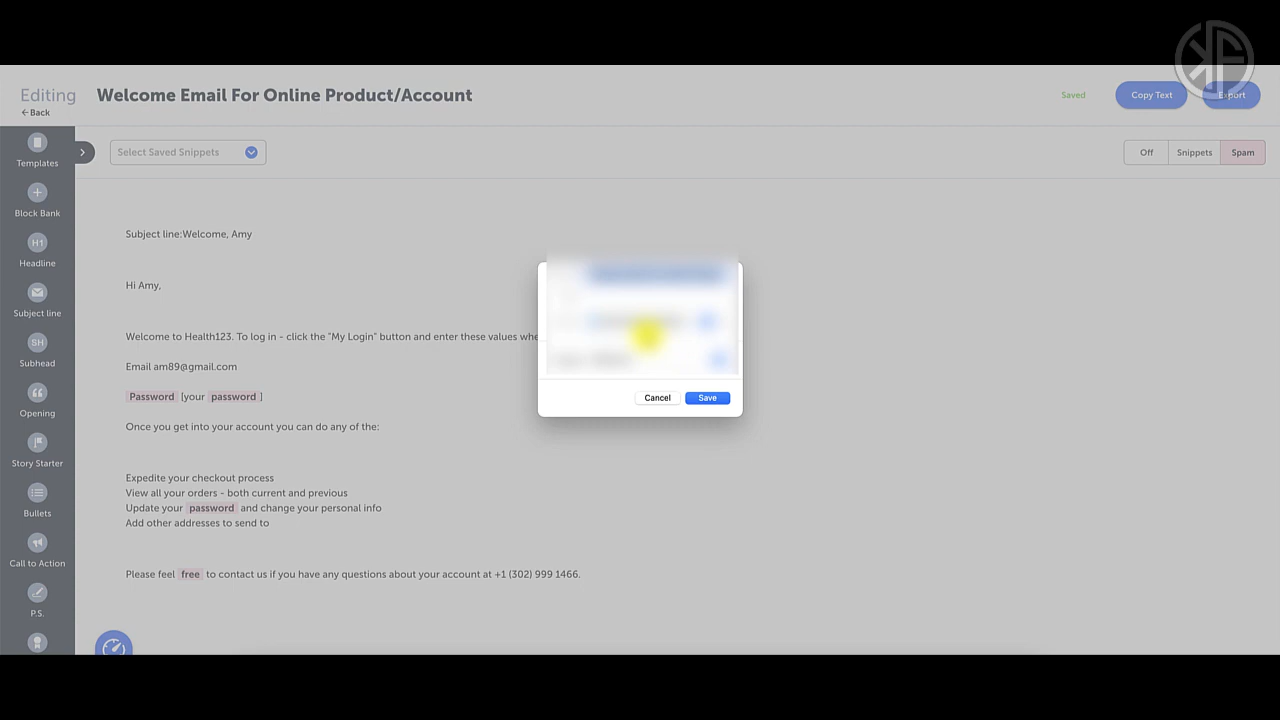 Editing
Welcome Email For Online Product/Account
Saved
Copy Text
Export
Back
Templates
Select Saved Snippets
Off
Snippets
Spam
Block Bank
Headline
H1
Subject line
Subhead
SH
Opening
Story Starter
Bullets
Call to Action
P.S.
Subject line:Welcome, Amy
Hi Amy,
Welcome to Health123. To log in - click the "My Login" button and enter these values
Email am89@gmail.com
Password [your password ]
Once you get into your account you can do any of the:
Expedite your checkout process
View all your orders - both current and previous
Update your password and change your personal info
Add other addresses to send to
Please feel free to contact us if you have any questions about your account at +1 (302) 999 1466.
Cancel
Save